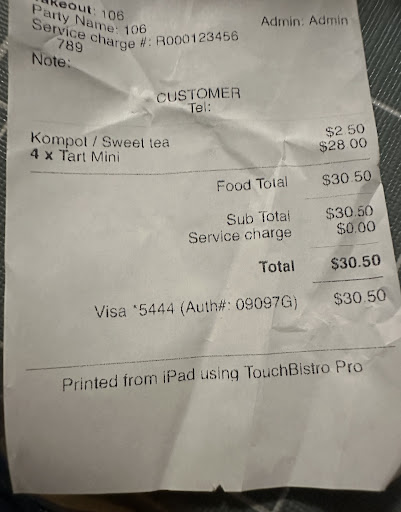 Takeout: 106
Party Name: 106
Admin: Admin
Service charge #: R000123456
789
Note:
CUSTOMER
Tel:
Kompot / Sweet tea $2.50
4 x Tart Mini $28.00
Food Total $30.50
Sub Total $30.50
Service charge $0.00
Total $30.50
Visa *5444 (Auth#: 09097G) $30.50
Printed from iPad using TouchBistro Pro